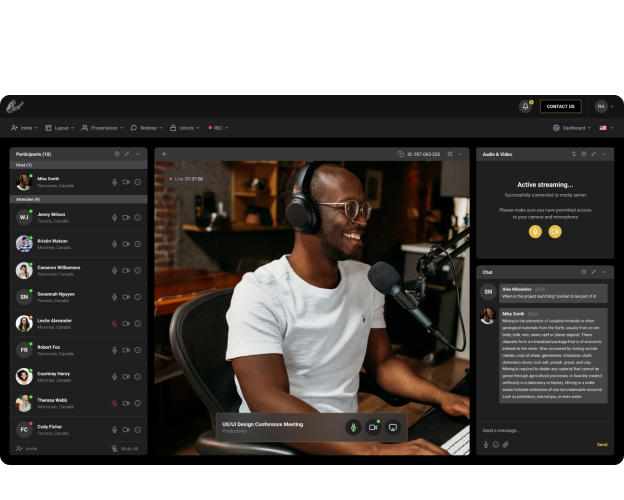 CONTACT US
NA
Invite
Layout
Presentation
Webinar
Unlock
REC
Dashboard
Participants (10)
Host (1)
Mike Smith
Vancouver, Canada
Attendee (9)
WJ
Jenny Wilson
Toronto, Canada
Kristin Watson
Montreal, Canada
Cameron Williamson
Montreal, Canada
SN
Savannah Nguyen
Toronto, Canada
Leslie Alexander
Montreal, Canada
FR
Robert Fox
Vancouver, Canada
Courtney Henry
Montreal, Canada
Theresa Webb
Vancouver, Canada
FC
Cody Fisher
Toronto, Canada
Invite
Mute All
ID: 957-065-326
Live 01:37:50
UX/UI Design Conference Meeting
Productivity
Audio & Video
Active streaming...
Successfully connected to media server
Please make sure you have permitted access
to your camera and microphone
Chat
SN
Alex Nikanorov
When is the project launching? Excited to be part of it!
Mike Smith
Mining is the extraction of valuable minerals or other
geological materials from the Earth, usually from an ore
body, lode, vein, seam, reef or placer deposit. These
deposits form a mineralized package that is of economic
interest to the miner. Ores recovered by mining include
metals, coal, oil shale, gemstones, limestone, chalk,
dimension stone, rock salt, potash, gravel, and clay.
Mining is required to obtain any material that cannot be
grown through agricultural processes, or feasibly created
artificially in a laboratory or factory. Mining in a wider
sense includes extraction of any non-renewable resource
such as petroleum, natural gas, or even water.
Send a message...
Send